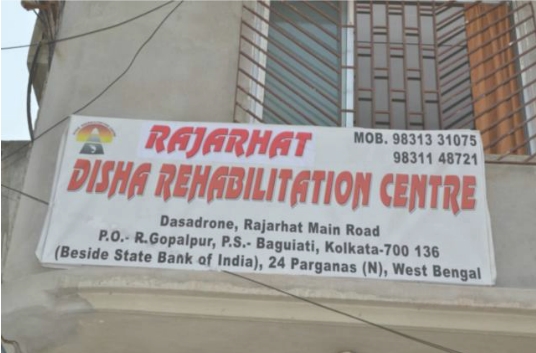 RAJARHAT
MOB. 98313 31075
98311 48721
DISHA REHABILITATION CENTRE
Dasadrone, Rajarhat Main Road
P.O.- R.Gopalpur, P.S.- Baguiati, Kolkata-700 136
(Beside State Bank of India), 24 Parganas (N), West Bengal